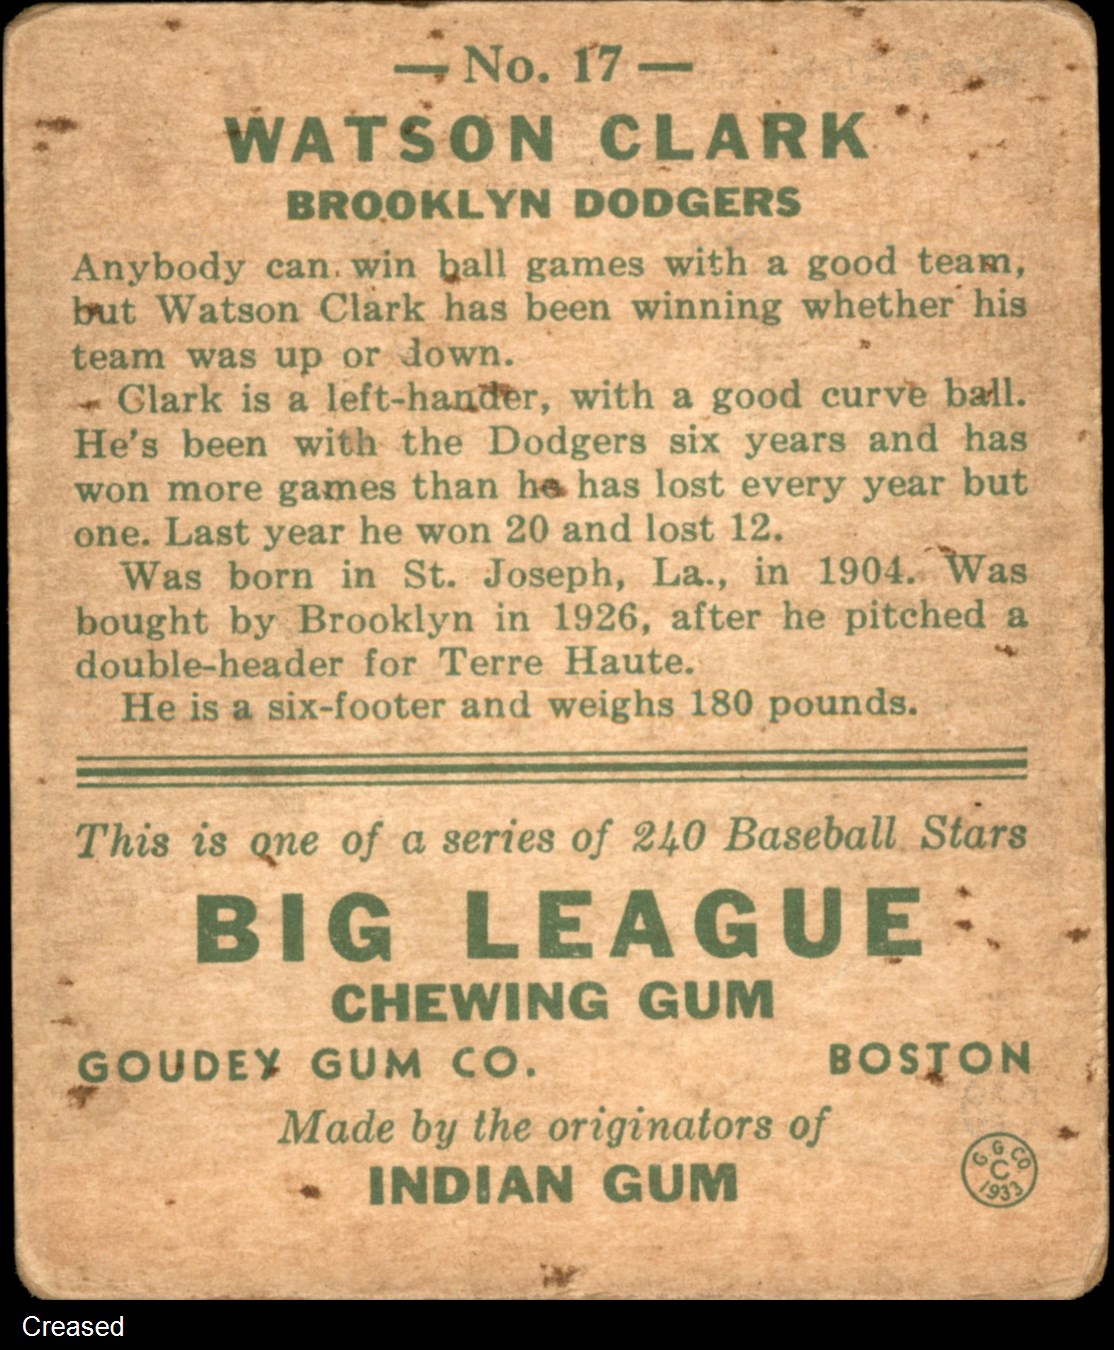 — No. 17 —
WATSON CLARK
BROOKLYN DODGERS
Anybody can win ball games with a good team,
but Watson Clark has been winning whether his
team was up or down.
Clark is a left-hander, with a good curve ball.
He's been with the Dodgers six years and has
won more games than he has lost every year but
one. Last year he won 20 and lost 12.
Was born in St. Joseph, La., in 1904. Was
bought by Brooklyn in 1926, after he pitched a
double-header for Terre Haute.
He is a six-footer and weighs 180 pounds.
This is one of a series of 240 Baseball Stars
BIG LEAGUE
CHEWING GUM
GOUDEY GUM CO. BOSTON
Made by the originators of
INDIAN GUM
G. G. CO.
C
1933
Creased